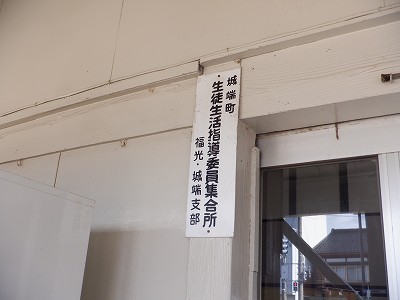 城端町
・生徒生活指導委員集合所・
福光・城端支部